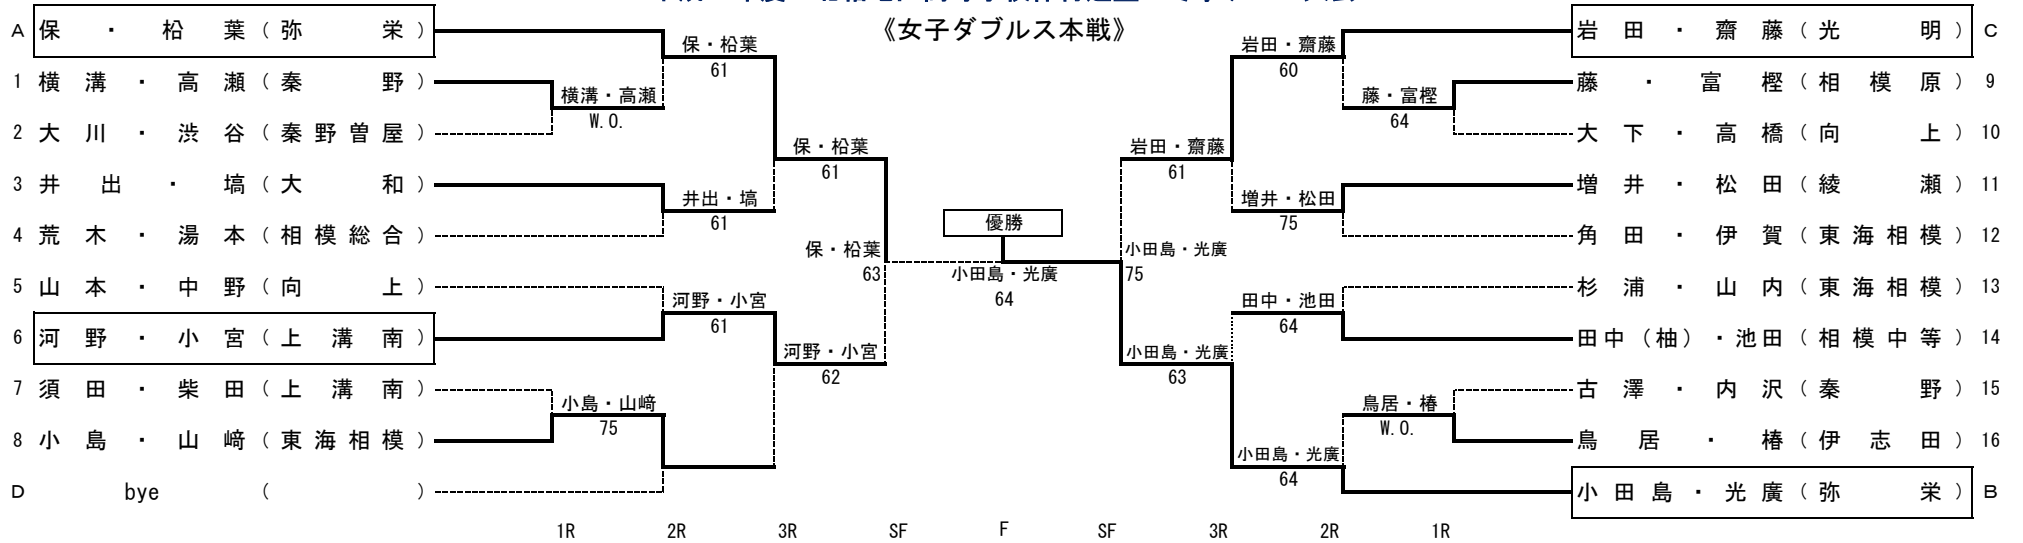 《女子ダブルス本戦》
A 保・松葉(弥栄)
1 横溝・高瀬(秦野)
2 大川・渋谷(秦野曽屋)
3 井出・塙(大和)
4 荒木・湯本(相模総合)
5 山本・中野(向上)
6 河野・小宮(上溝南)
7 須田・柴田(上溝南)
8 小島・山﨑(東海相模)
D bye ( )
横溝・高瀬
W.O.
小島・山﨑
75
保・松葉
61
井出・塙
61
河野・小宮
61
保・松葉
61
河野・小宮
62
保・松葉
63
優勝
小田島・光廣
64
小田島・光廣
75
岩田・齋藤
61
小田島・光廣
63
岩田・齋藤
60
増井・松田
75
田中・池田
64
小田島・光廣
64
藤・富樫
64
鳥居・椿
W.O.
岩田・齋藤(光明) C
藤・富樫(相模原) 9
大下・高橋(向上) 10
増井・松田(綾瀬) 11
角田・伊賀(東海相模) 12
杉浦・山内(東海相模) 13
田中(柚)・池田(相模中等) 14
古澤・内沢(秦野) 15
鳥居・椿(伊志田) 16
小田島・光廣(弥栄) B
1R 2R 3R SF F SF 3R 2R 1R